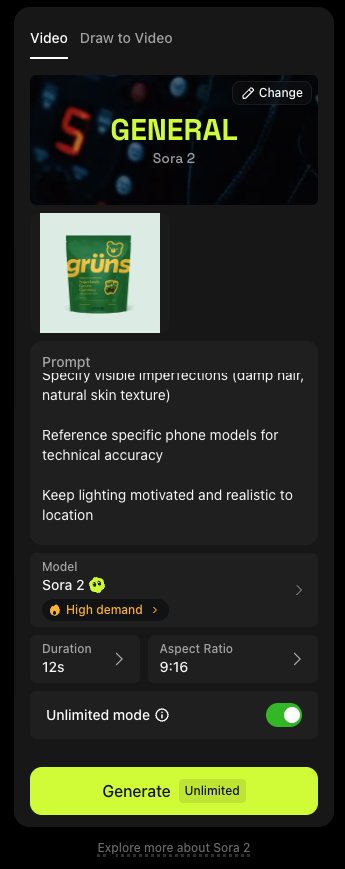 Video Draw to Video
Change
GENERAL
Sora 2
grüns
Prompt
Specify visible imperfections (damp hair,
natural skin texture)
Reference specific phone models for
technical accuracy
Keep lighting motivated and realistic to
location
Model
Sora 2
High demand
Duration
12s
Aspect Ratio
9:16
Unlimited mode
Generate Unlimited
Explore more about Sora 2